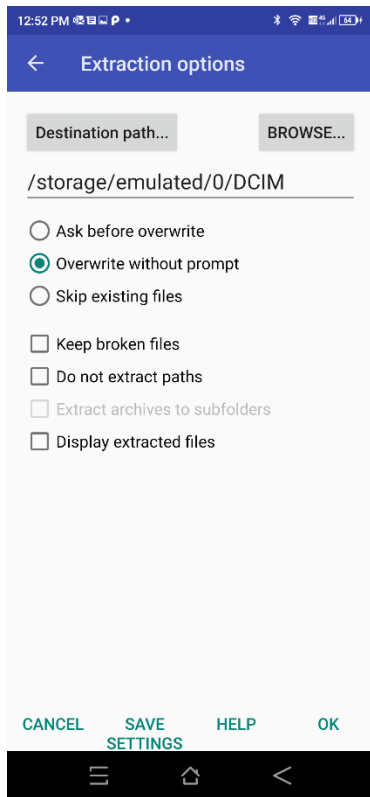 12:52 PM
54
Extraction options
Destination path...
BROWSE...
/storage/emulated/0/DCIM
Ask before overwrite
Overwrite without prompt
Skip existing files
Keep broken files
Do not extract paths
Extract archives to subfolders
Display extracted files
CANCEL
SAVE
SETTINGS
HELP
OK